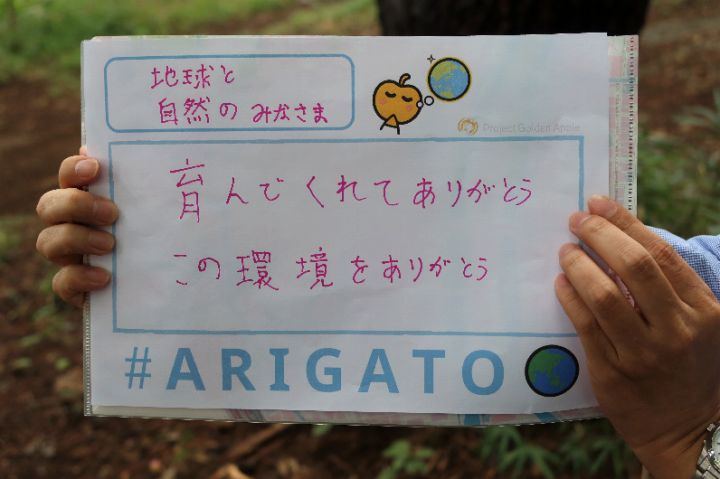 地球と
自然のみなさま
Project Golden Apple
育んでくれてありがとう
この環境をありがとう
#ARIGATO